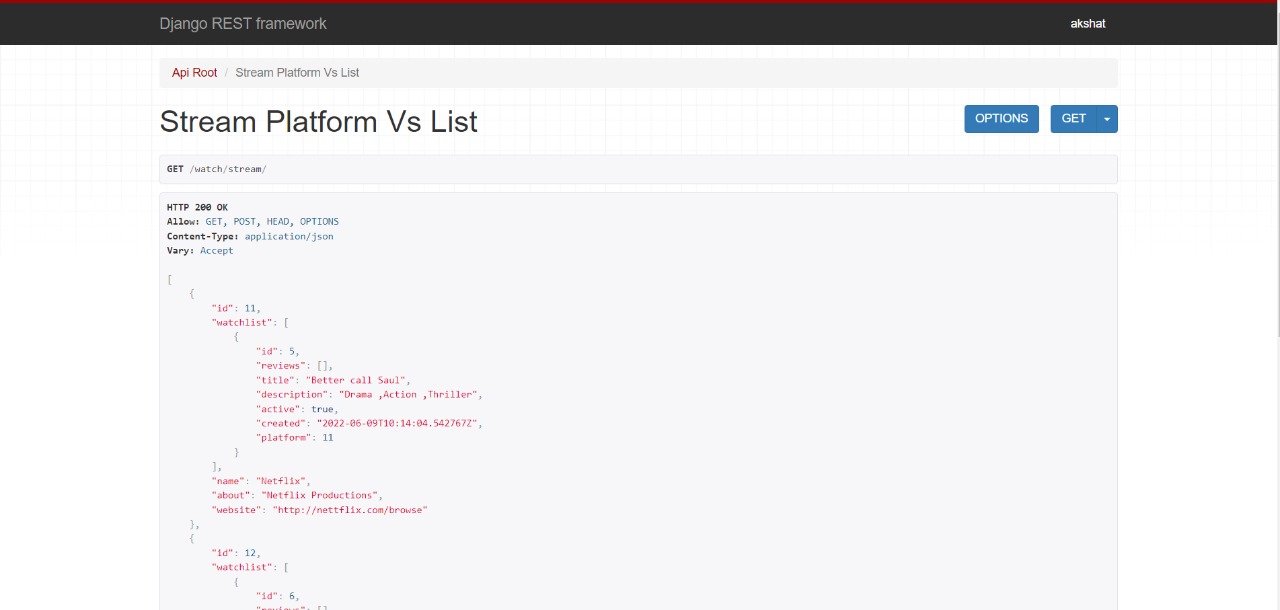 Django REST framework
akshat
Api Root / Stream Platform Vs List
Stream Platform Vs List
OPTIONS
GET
GET /watch/stream/
HTTP 200 OK
Allow: GET, POST, HEAD, OPTIONS
Content-Type: application/json
Vary: Accept
[
{
"id": 11,
"watchlist": [
{
"id": 5,
"reviews": [],
"title": "Better call Saul",
"description": "Drama ,Action ,Thriller",
"active": true,
"created": "2022-06-09T10:14:04.542767Z",
"platform": 11
}
],
"name": "Netflix",
"about": "Netflix Productions",
"website": "http://nettflix.com/browse"
},
{
"id": 12,
"watchlist": [
{
"id": 6,
"reviews": []